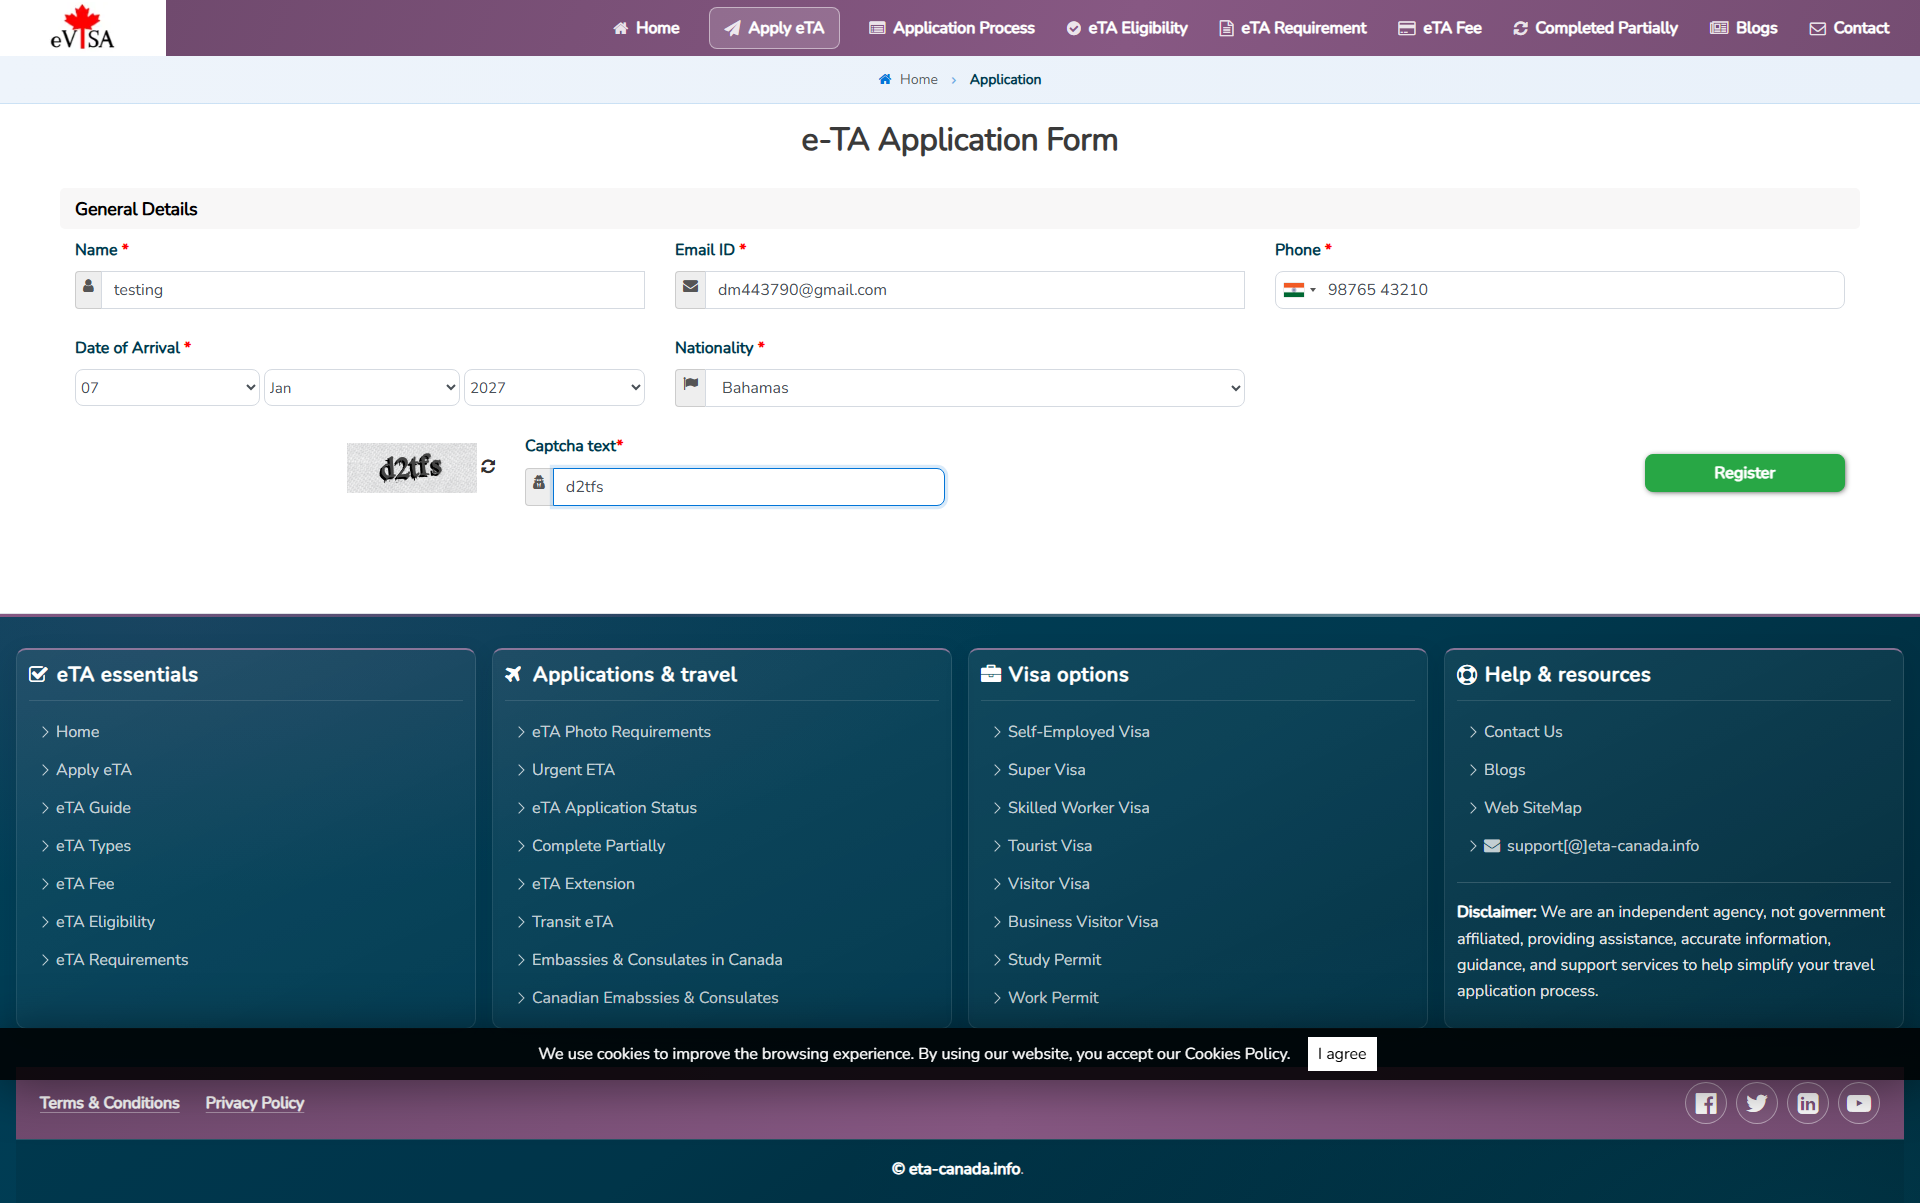 eVISA
Home
Apply eTA
Application Process
eTA Eligibility
eTA Requirement
eTA Fee
Completed Partially
Blogs
Contact
Home › Application
e-TA Application Form
General Details
Name *
Email ID *
Phone *
testing
dm443790@gmail.com
98765 43210
Date of Arrival *
Nationality *
07
Jan
2027
Bahamas
d2tfs
Captcha text*
d2tfs
Register
eTA essentials
Home
Apply eTA
eTA Guide
eTA Types
eTA Fee
eTA Eligibility
eTA Requirements
Applications & travel
eTA Photo Requirements
Urgent ETA
eTA Application Status
Complete Partially
eTA Extension
Transit eTA
Embassies & Consulates in Canada
Canadian Emabssies & Consulates
Visa options
Self-Employed Visa
Super Visa
Skilled Worker Visa
Tourist Visa
Visitor Visa
Business Visitor Visa
Study Permit
Work Permit
Help & resources
Contact Us
Blogs
Web SiteMap
support[@]eta-canada.info
Disclaimer: We are an independent agency, not government
affiliated, providing assistance, accurate information,
guidance, and support services to help simplify your travel
application process.
We use cookies to improve the browsing experience. By using our website, you accept our Cookies Policy.
I agree
Terms & Conditions
Privacy Policy
© eta-canada.info.